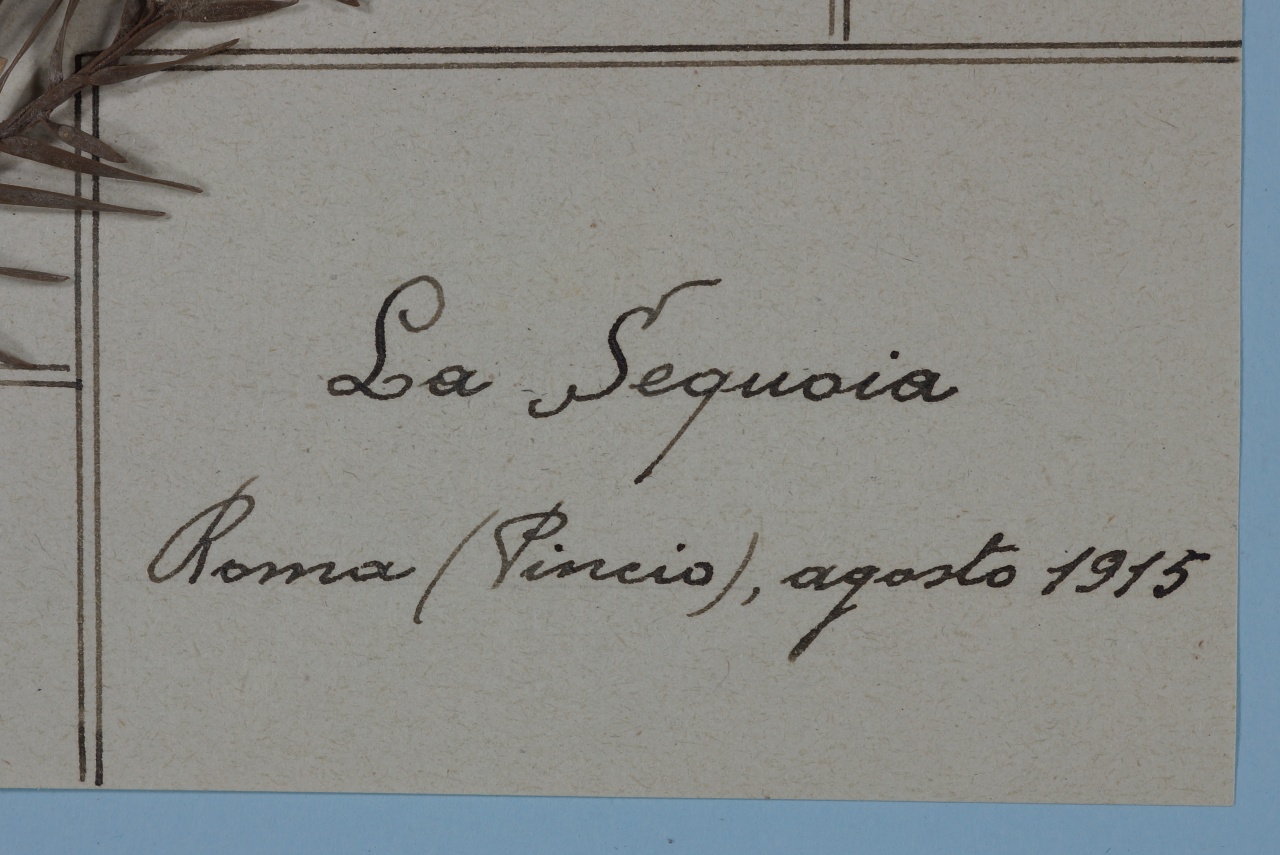 La Sequoia
Roma (Pincio), agosto 1915